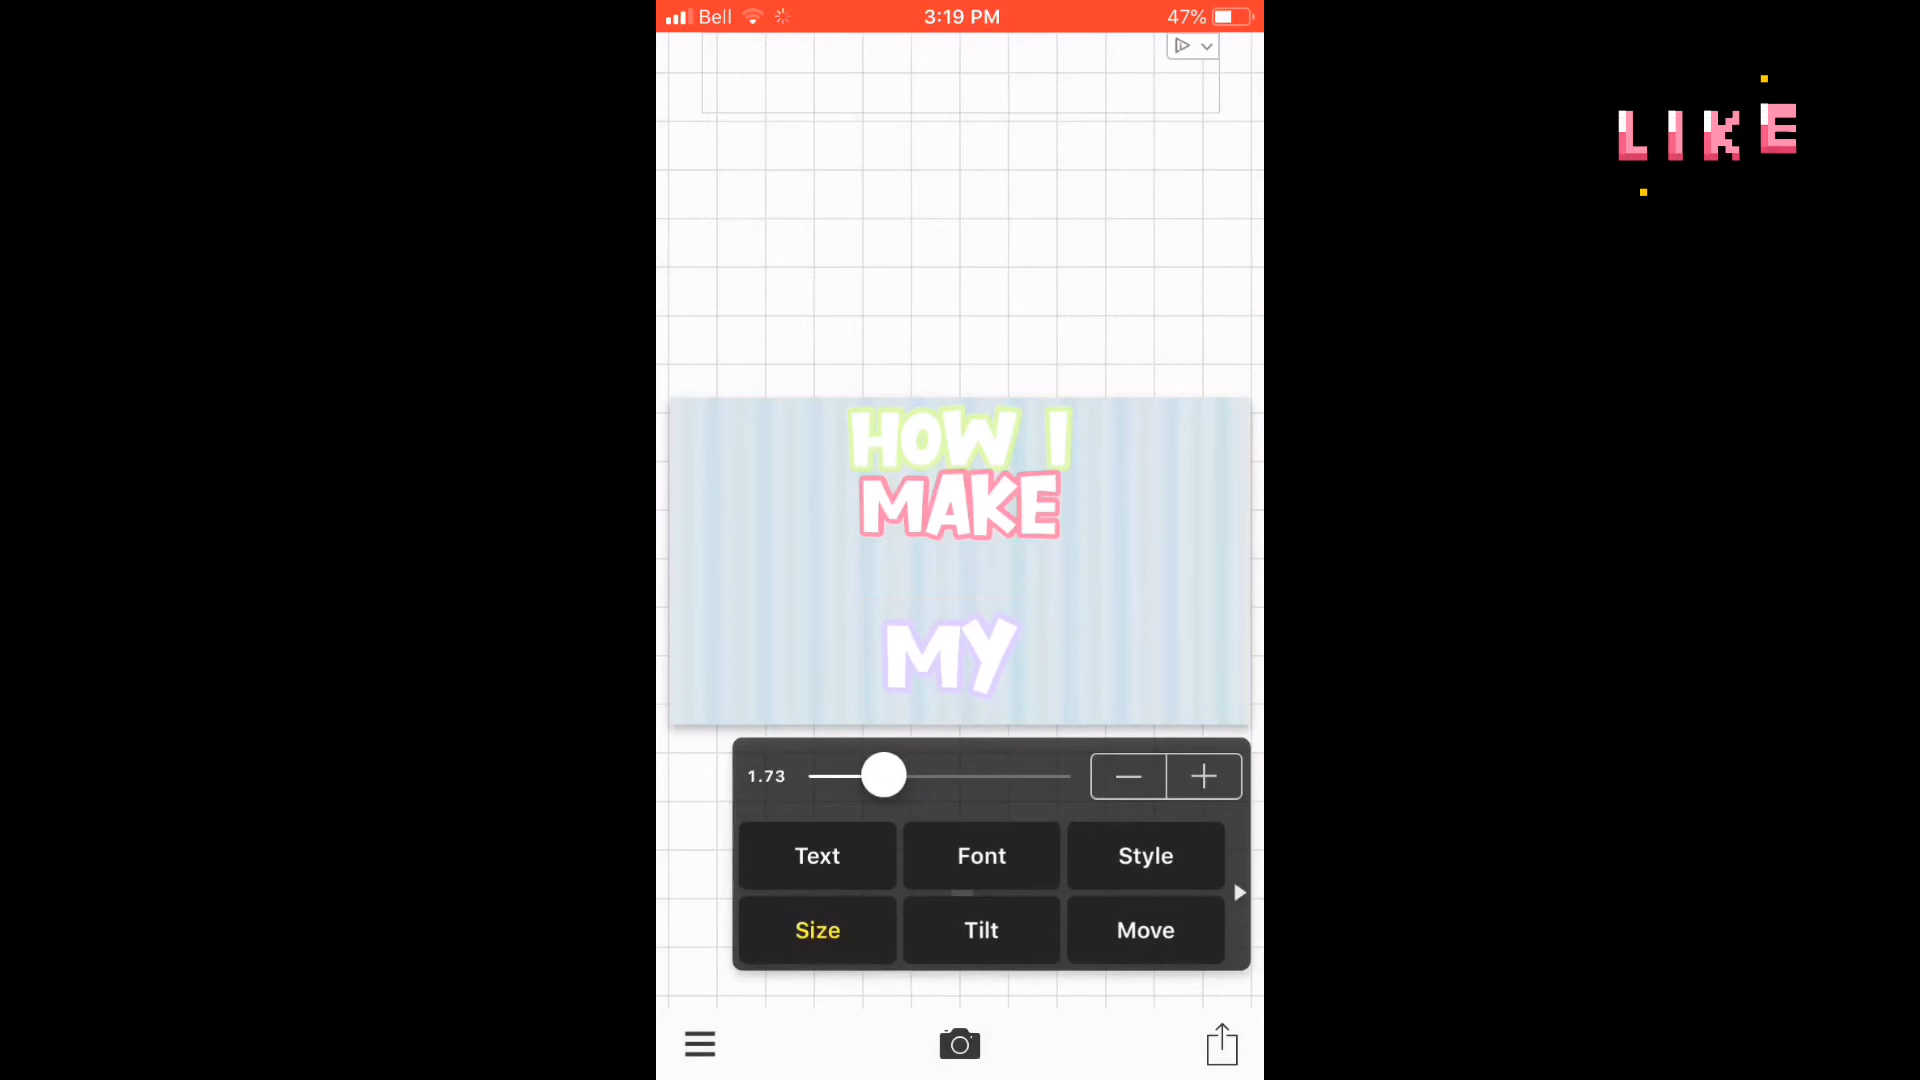 Bell 3:19 PM 47%
LIKE
HOW I
MAKE
MY
1.73
Text Font Style
Size Tilt Move